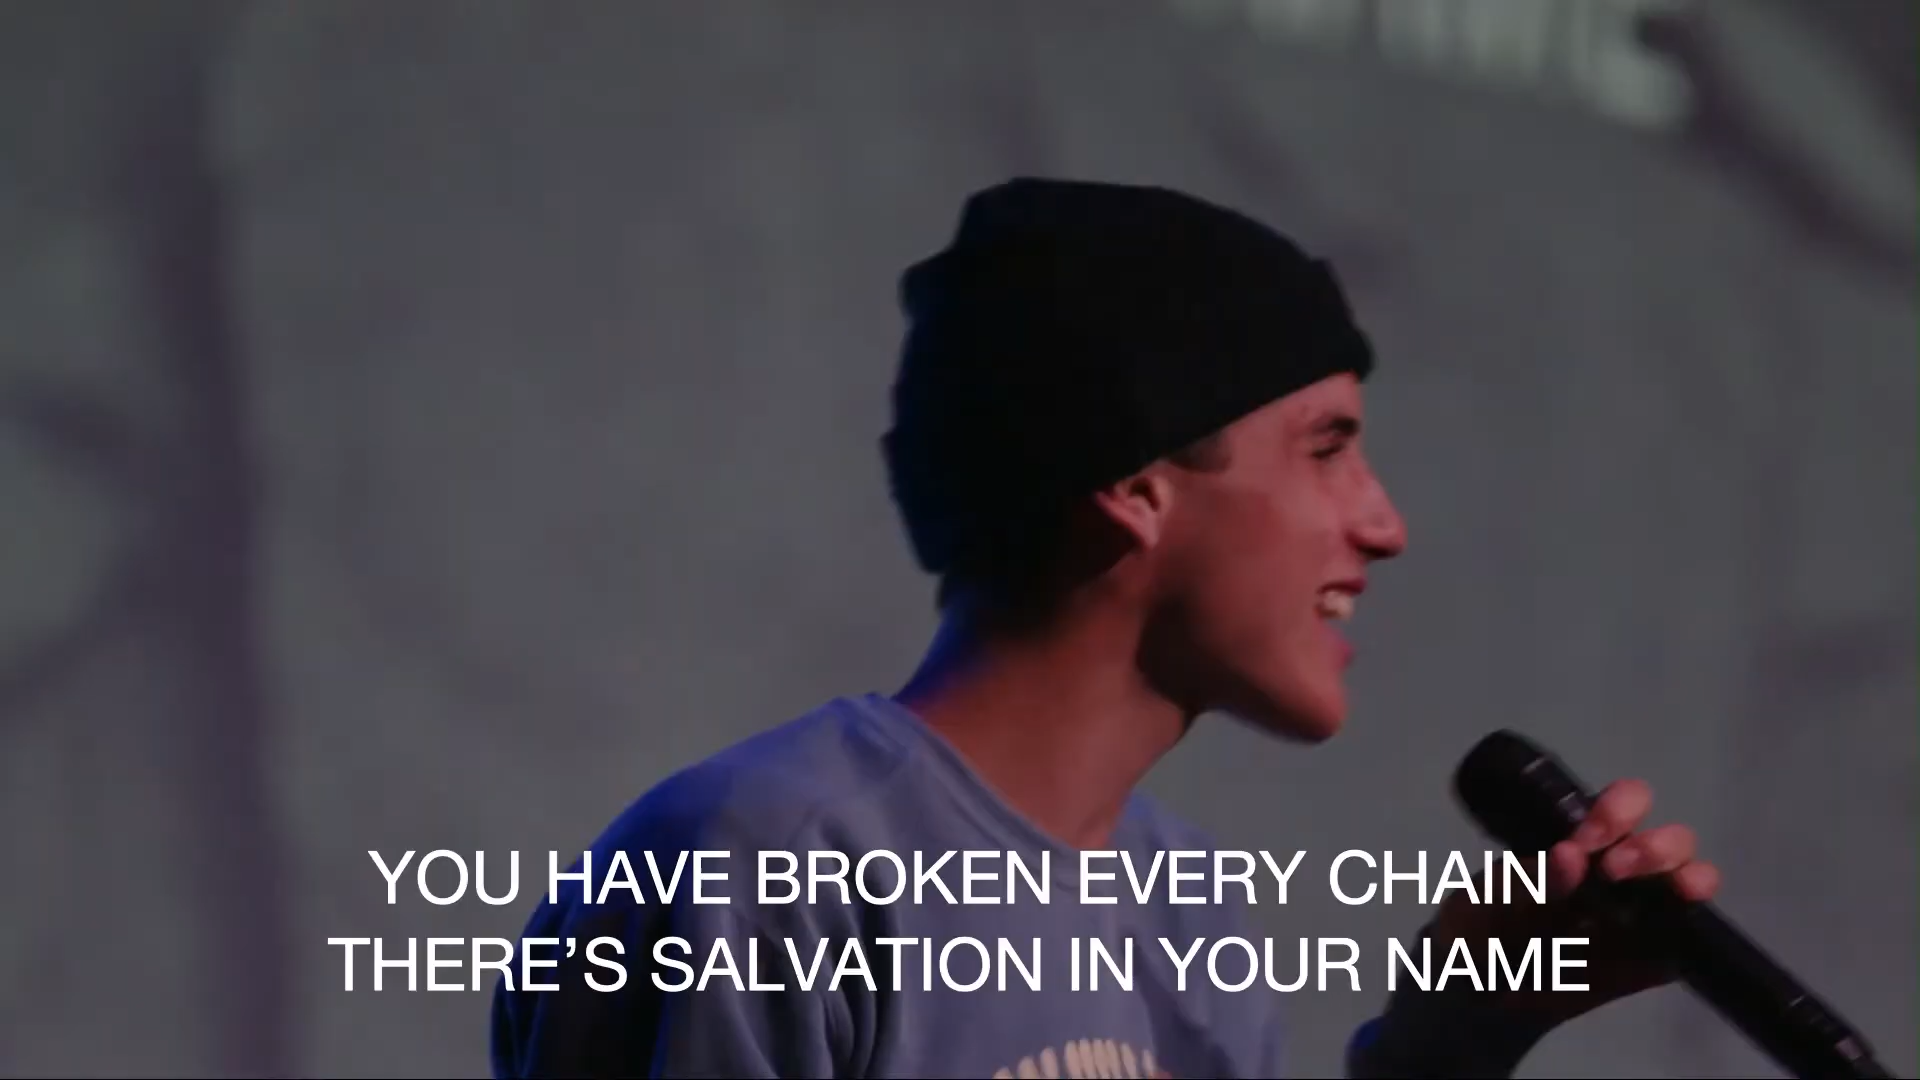 YOU HAVE BROKEN EVERY CHAIN
THERE’S SALVATION IN YOUR NAME